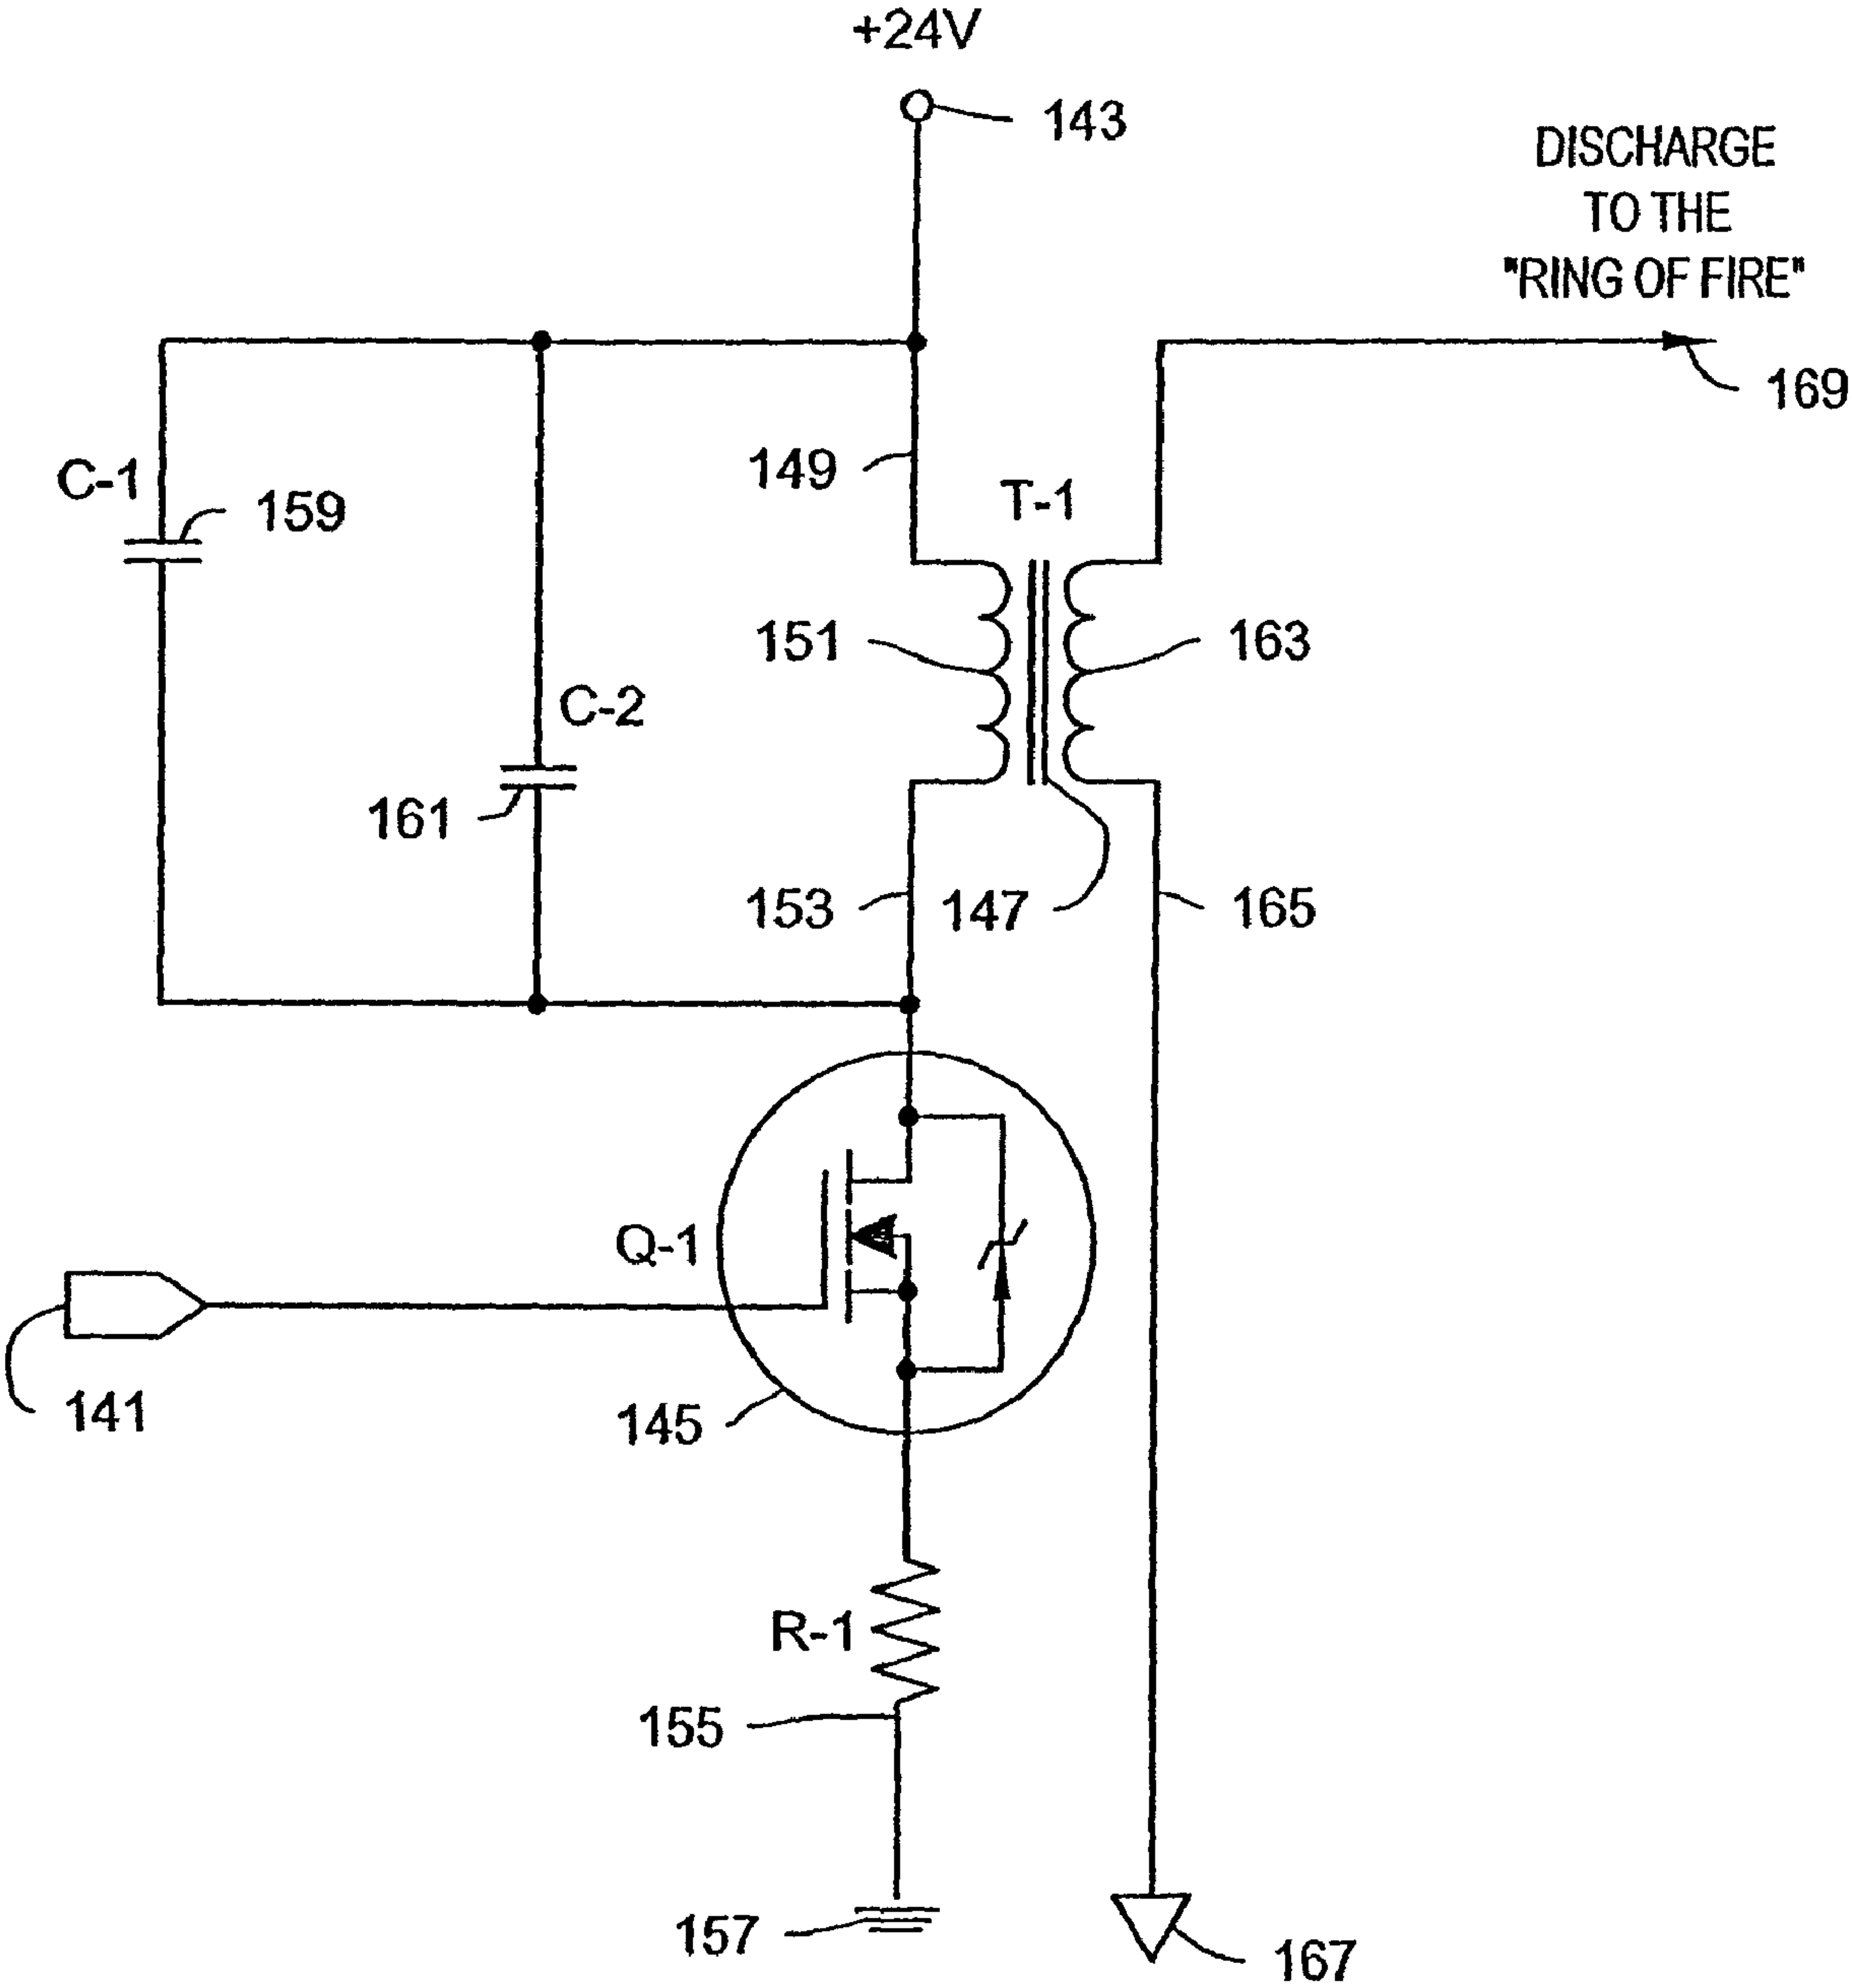 +24V
143
DISCHARGE
TO THE
"RING OF FIRE"
169
C-1
159
149
T-1
151
163
C-2
161
153
147
165
Q-1
141
145
R-1
155
157
167